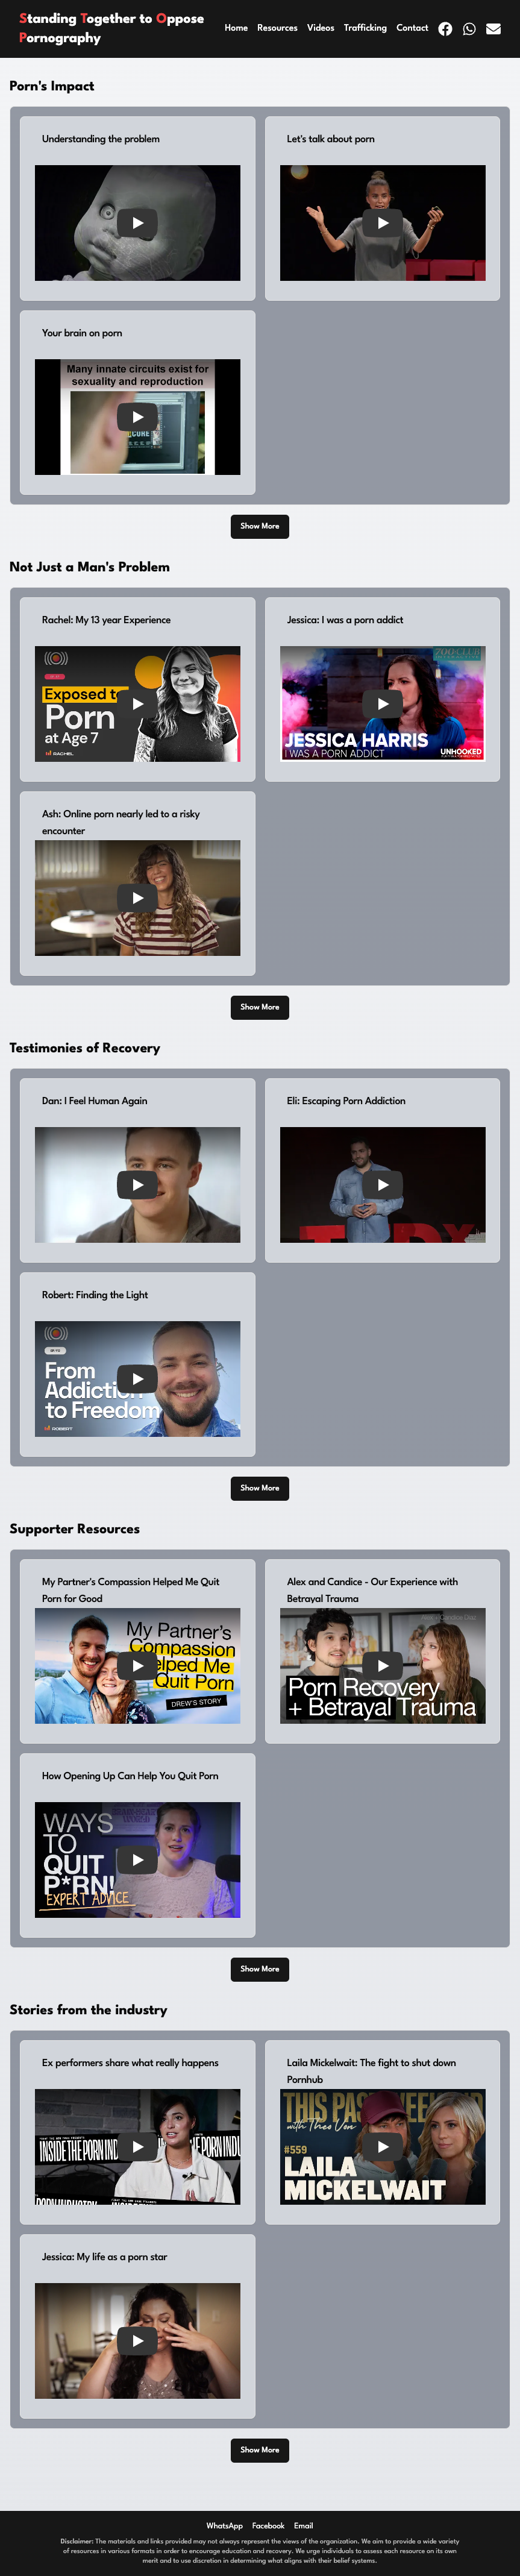 Standing Together to Oppose
Pornography
Home Resources Videos Trafficking Contact
Porn's Impact
Understanding the problem
Let's talk about porn
Your brain on porn
Many innate circuits exist for
sexuality and reproduction
Show More
Not Just a Man's Problem
Rachel: My 13 year Experience
Exposed to
Porn
at Age 7
RACHEL
Jessica: I was a porn addict
700 CLUB
JESSICA HARRIS
I WAS A PORN ADDICT
UNHOOKED
Ash: Online porn nearly led to a risky
encounter
Show More
Testimonies of Recovery
Dan: I Feel Human Again
Eli: Escaping Porn Addiction
Robert: Finding the Light
From
Addiction
to Freedom
ROBERT
Show More
Supporter Resources
My Partner's Compassion Helped Me Quit
Porn for Good
My Partner's
Compassion
Helped Me
Quit Porn
DREW'S STORY
Alex and Candice - Our Experience with
Betrayal Trauma
Porn Recovery
+ Betrayal Trauma
How Opening Up Can Help You Quit Porn
WAYS
TO
QUIT
P*RN!
EXPERT ADVICE
Show More
Stories from the industry
Ex performers share what really happens
INSIDE THE PORN IND
PORN INDU
PORN INDUSTRY
Laila Mickelwait: The fight to shut down
Pornhub
THIS PAST WEEKEND
with Theo Von
#559
LAILA
MICKELWAIT
Jessica: My life as a porn star
Show More
WhatsApp Facebook Email
Disclaimer: The materials and links provided may not always represent the views of the organization. We aim to provide a wide variety
of resources in various formats in order to encourage education and recovery. We urge individuals to assess each resource on its own
merit and to use discretion in determining what aligns with their belief systems.